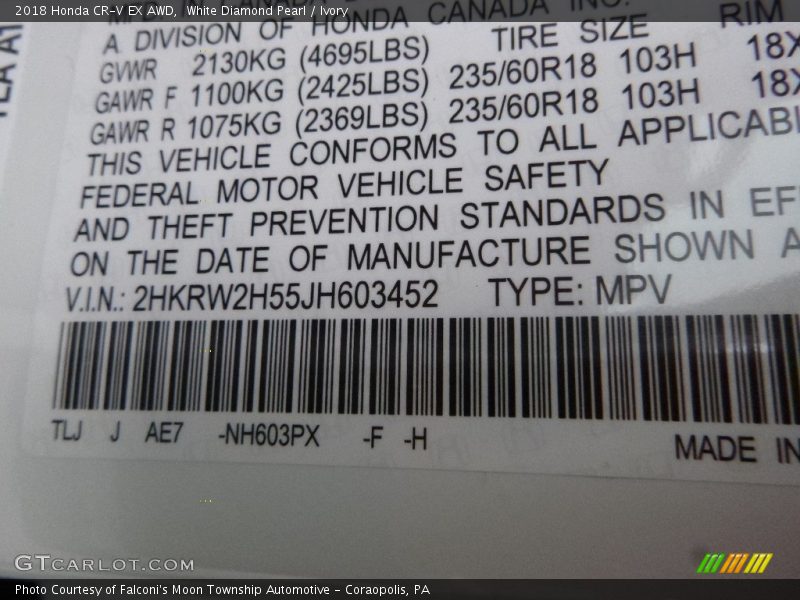 2018 Honda CR-V EX AWD, / White Diamond Pearl / Ivory
A DIVISION OF HONDA CANADA INC.
TIRE SIZE RIM
GVWR 2130KG (4695LBS)
GAWR F 1100KG (2425LBS) 235/60R18 103H 18X
GAWR R 1075KG (2369LBS) 235/60R18 103H 18X
THIS VEHICLE CONFORMS TO ALL APPLICABL
FEDERAL MOTOR VEHICLE SAFETY
AND THEFT PREVENTION STANDARDS IN EF
ON THE DATE OF MANUFACTURE SHOWN A
V.I.N.: 2HKRW2H55JH603452 TYPE: MPV
TLJ J AE7 -NH603PX -F -H
MADE IN
GTCARLOT.COM
Photo Courtesy of Falconi's Moon Township Automotive - Coraopolis, PA